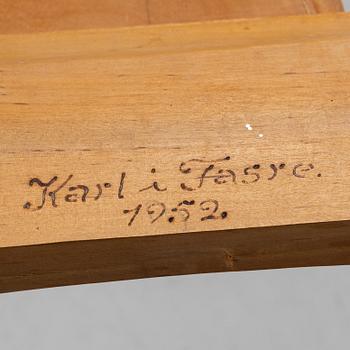 Karl i Fasre.
1952.